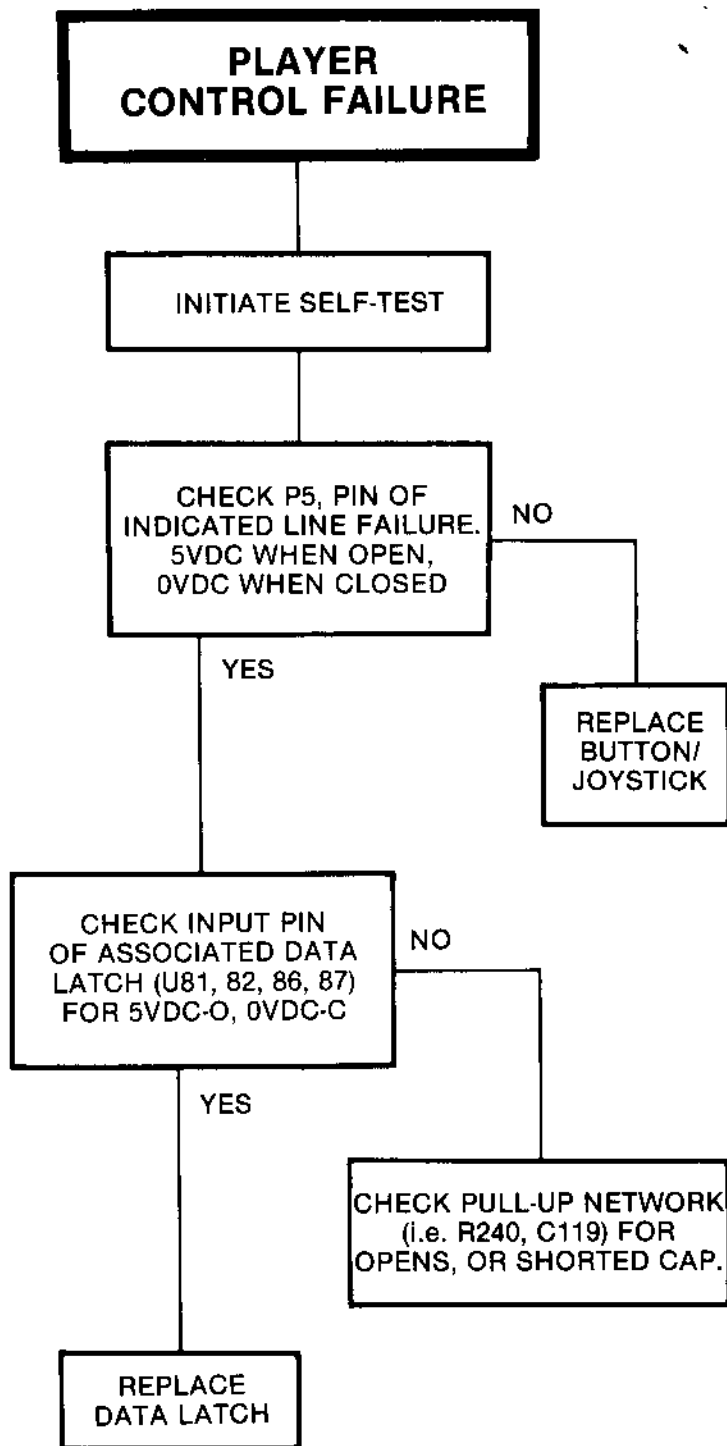 PLAYER
CONTROL FAILURE
INITIATE SELF-TEST
CHECK P5, PIN OF
INDICATED LINE FAILURE.
5VDC WHEN OPEN,
0VDC WHEN CLOSED
NO
YES
REPLACE
BUTTON/
JOYSTICK
CHECK INPUT PIN
OF ASSOCIATED DATA
LATCH (U81, 82, 86, 87)
FOR 5VDC-O, 0VDC-C
NO
YES
CHECK PULL-UP NETWORK
(i.e. R240, C119) FOR
OPENS, OR SHORTED CAP.
REPLACE
DATA LATCH